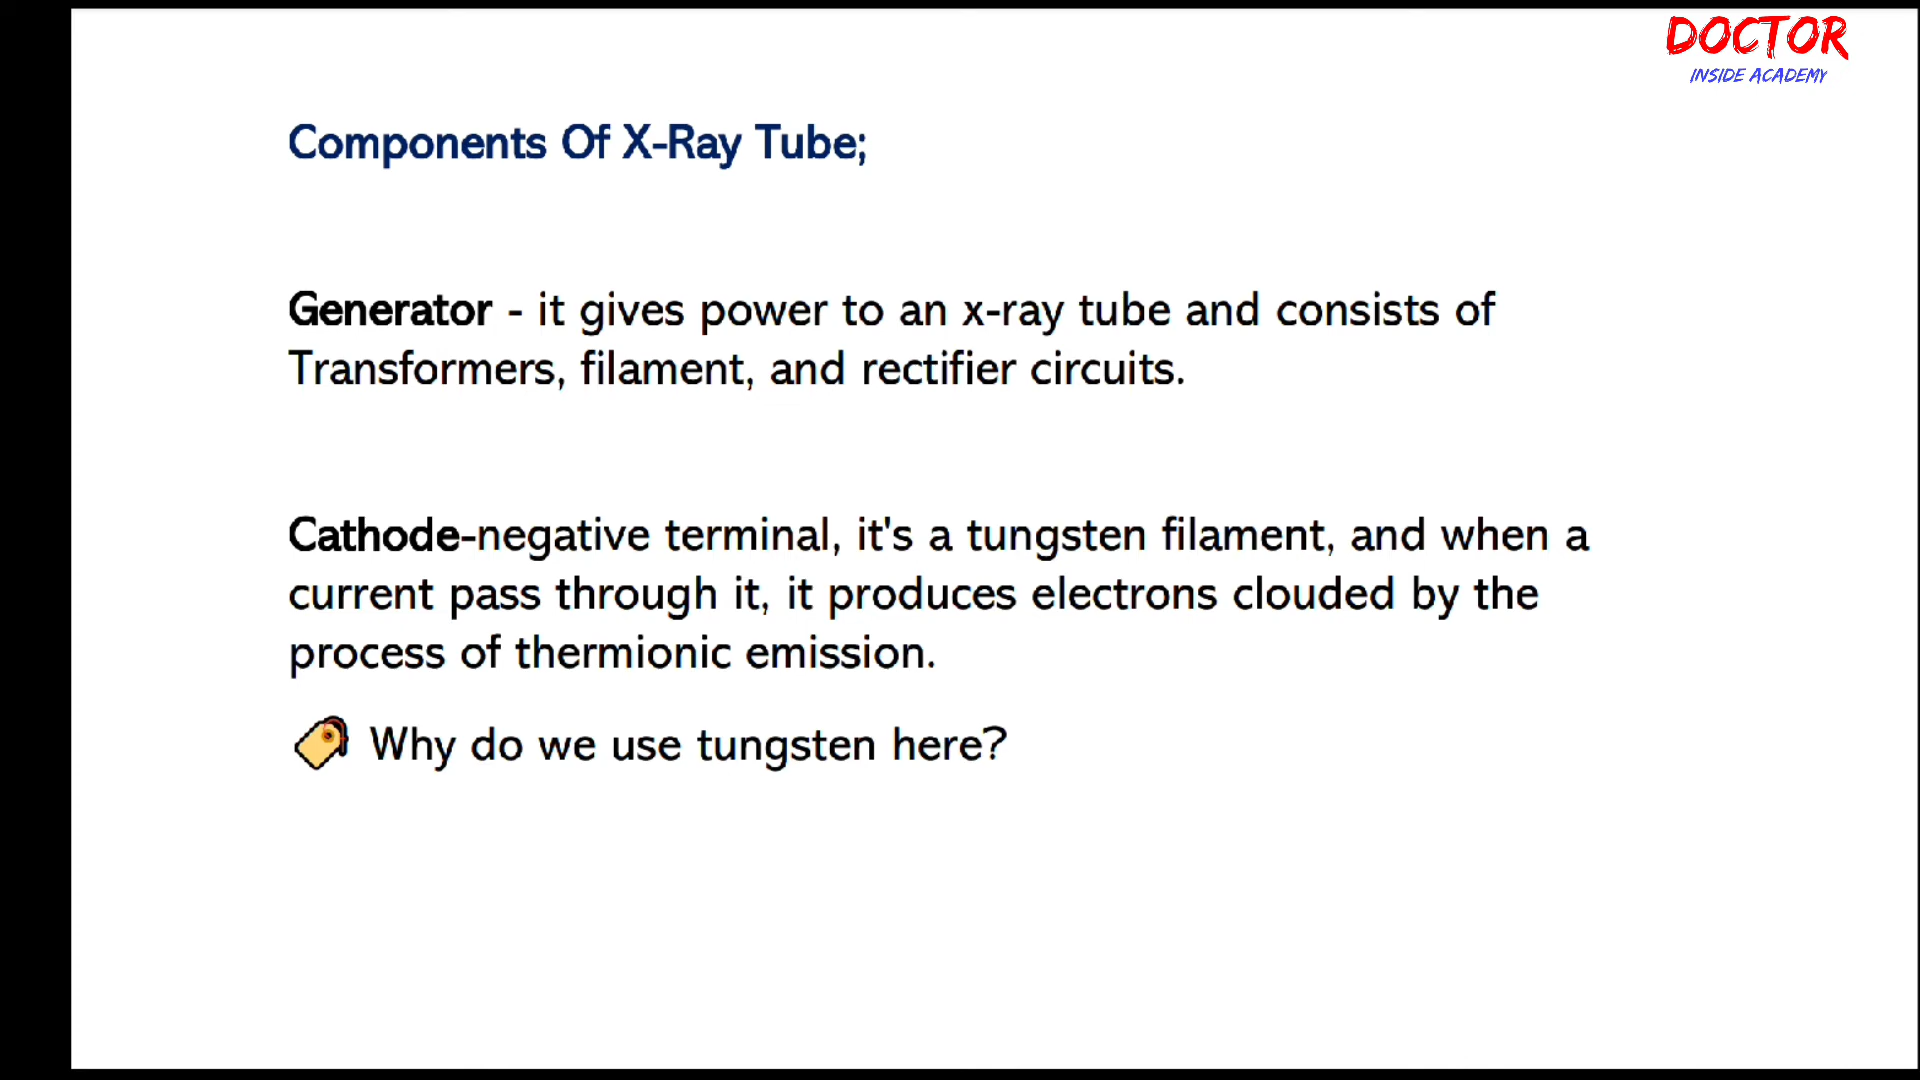 DOCTOR
INSIDE ACADEMY
Components Of X-Ray Tube;
Generator - it gives power to an x-ray tube and consists of
Transformers, filament, and rectifier circuits.
Cathode-negative terminal, it's a tungsten filament, and when a
current pass through it, it produces electrons clouded by the
process of thermionic emission.
Why do we use tungsten here?